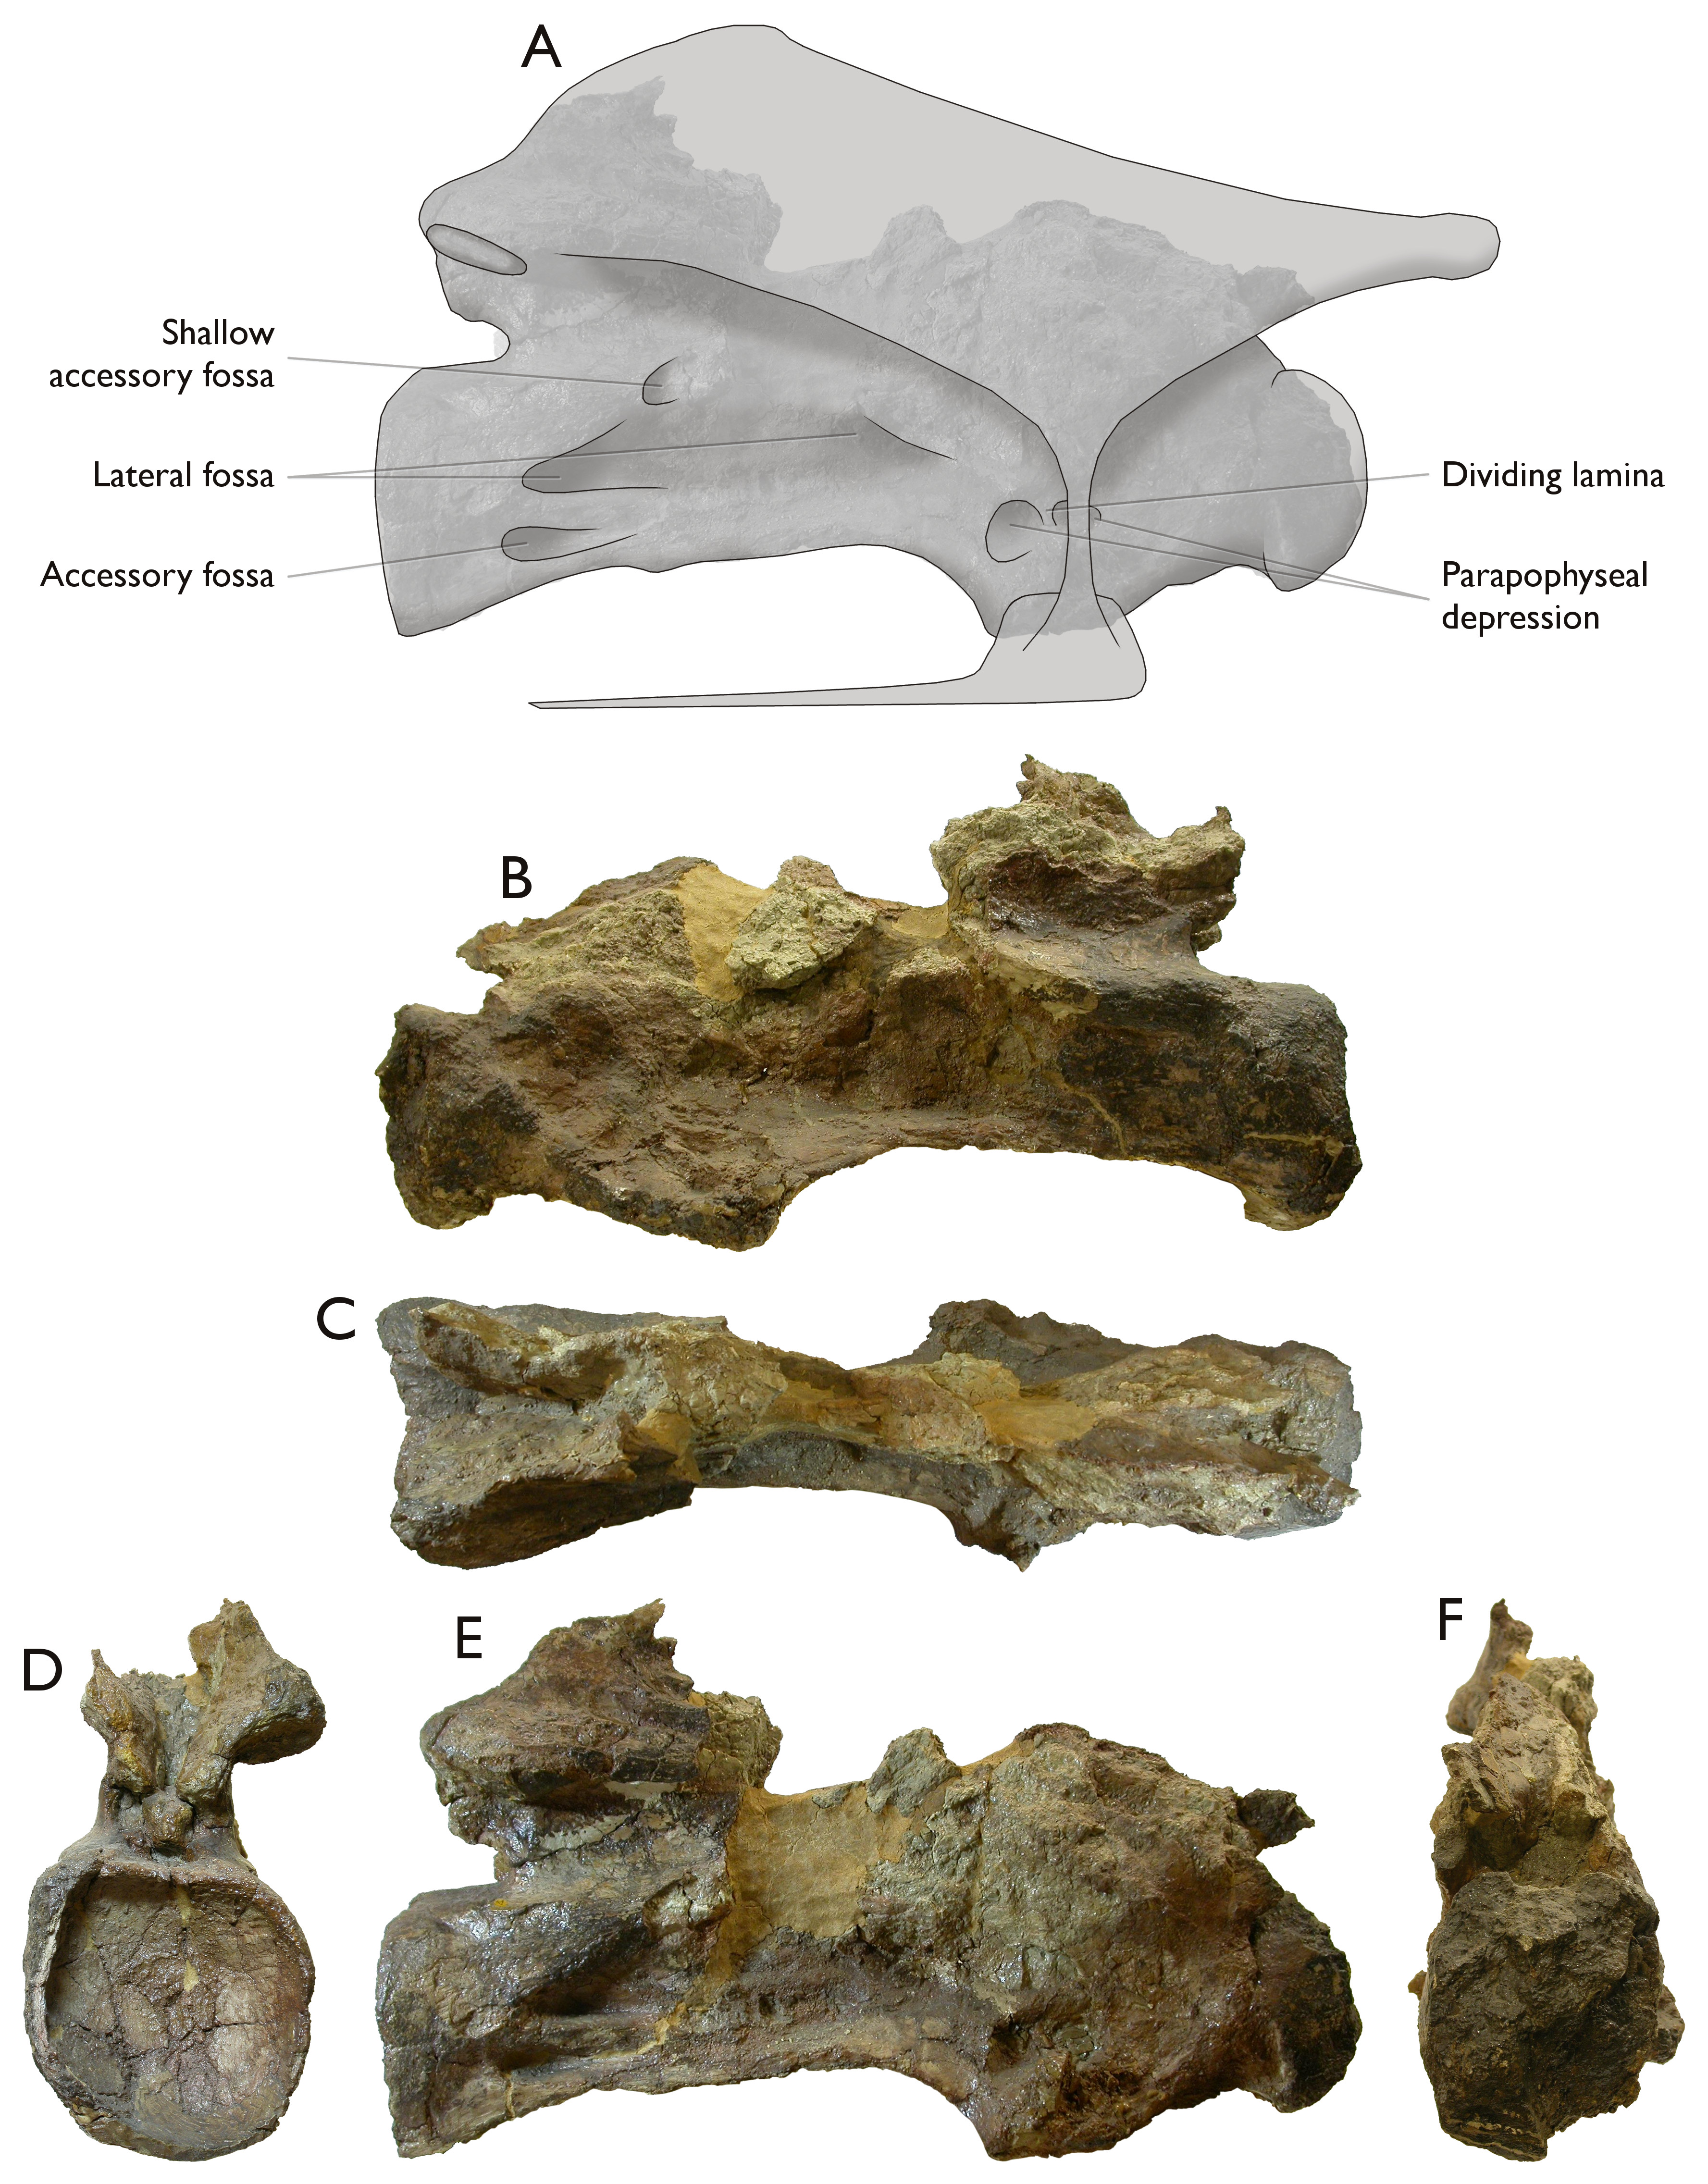 A
Shallow
accessory fossa
Lateral fossa
Accessory fossa
Dividing lamina
Parapophyseal
depression
B
C
D
E
F